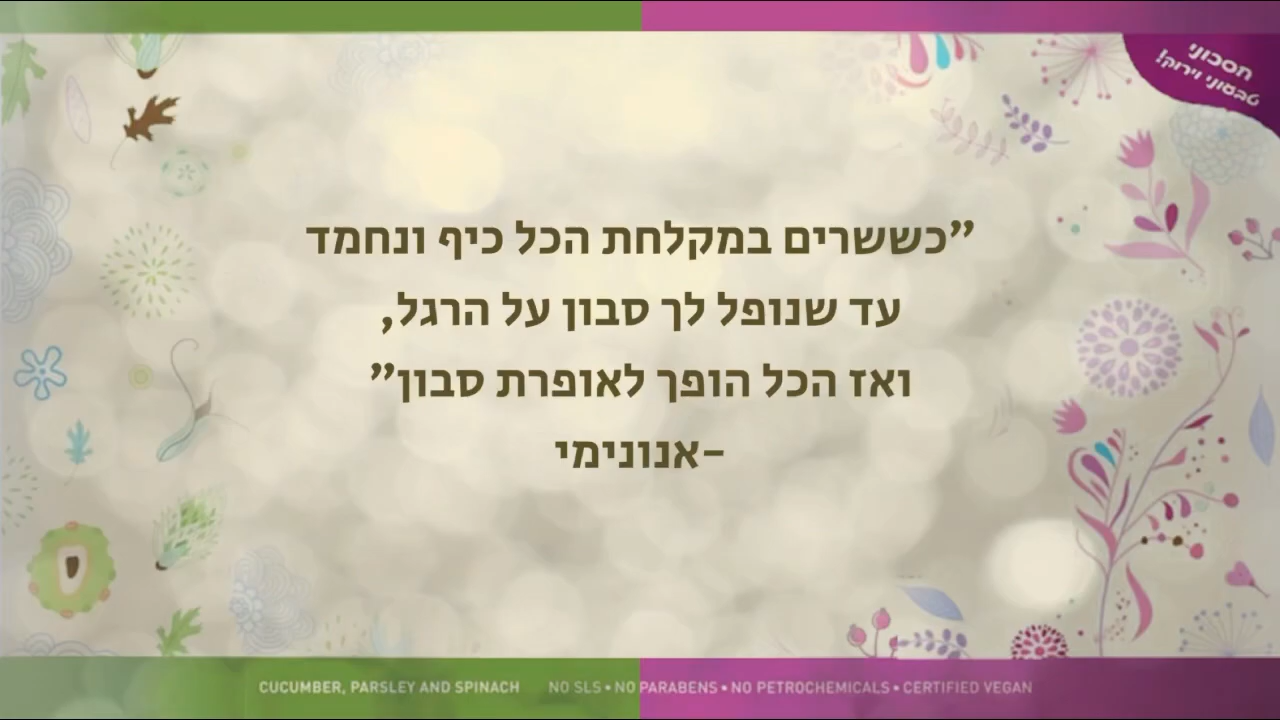 חסכוני
טבעוני וירוק!
”כששרים במקלחת הכל כיף ונחמד
עד שנופל לך סבון על הרגל,
ואז הכל הופך לאופרת סבון”
-אנונימי
CUCUMBER, PARSLEY AND SPINACH NO SLS • NO PARABENS • NO PETROCHEMICALS • CERTIFIED VEGAN